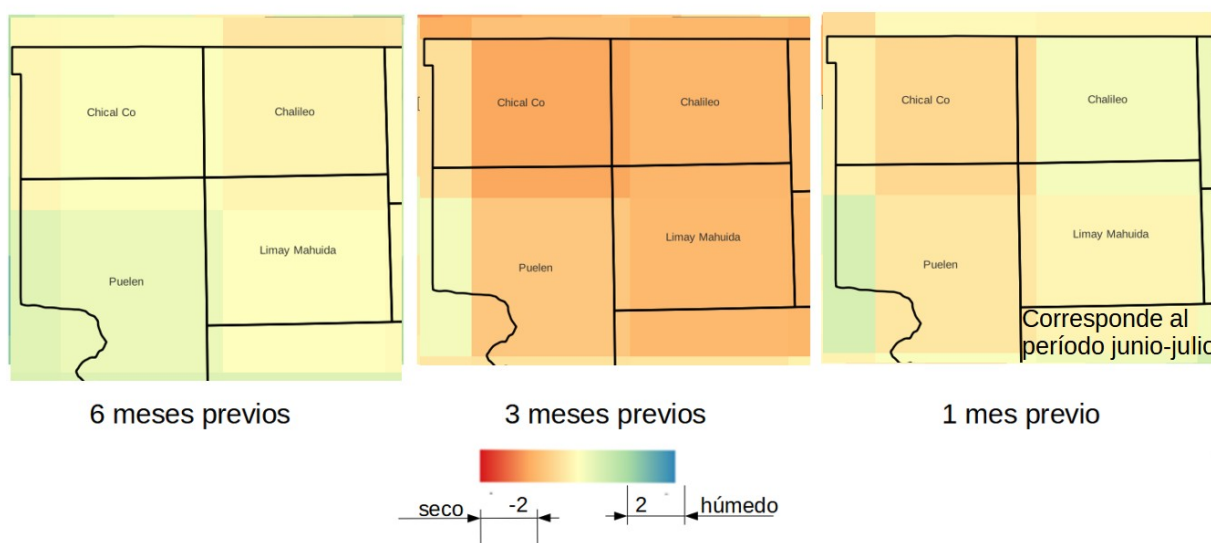 Chical Co
Chalileo
Limay Mahuida
Puelen
6 meses previos
Chical Co
Chalileo
Limay Mahuida
Puelen
3 meses previos
Chical Co
Chalileo
Limay Mahuida
Puelen
Corresponde al
período junio-julio
1 mes previo
seco
-2
2
húmedo